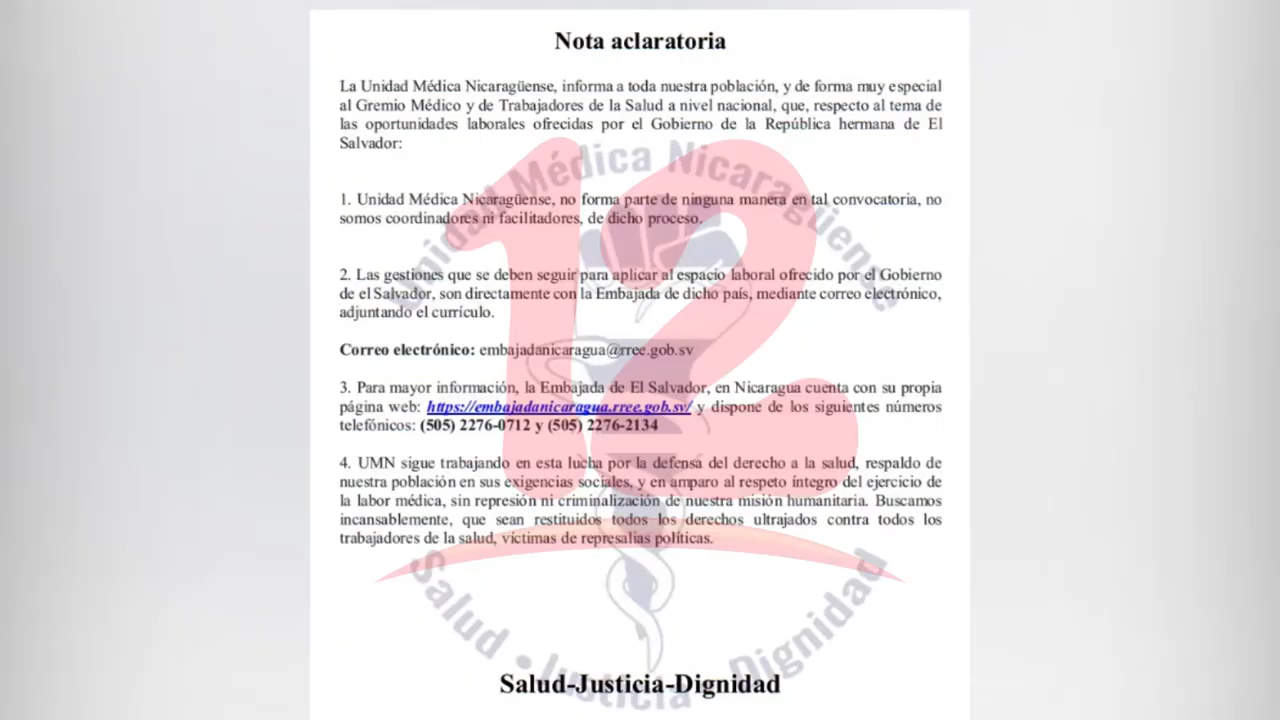 Nota aclaratoria
La Unidad Médica Nicaragüense, informa a toda nuestra población, y de forma muy especial
al Gremio Médico y de Trabajadores de la Salud a nivel nacional, que, respecto al tema de
las oportunidades laborales ofrecidas por el Gobierno de la República hermana de El
Salvador:
Unidad Médica Nicaragüense
12
1. Unidad Médica Nicaragüense, no forma parte de ninguna manera en tal convocatoria, no
somos coordinadores ni facilitadores, de dicho proceso.
2. Las gestiones que se deben seguir para aplicar al espacio laboral ofrecido por el Gobierno
de el Salvador, son directamente con la Embajada de dicho país, mediante correo electrónico,
adjuntando el currículo.
Correo electrónico: embajadanicaragua@rree.gob.sv
3. Para mayor información, la Embajada de El Salvador, en Nicaragua cuenta con su propia
página web: https://embajadanicaragua.rree.gob.sv/ y dispone de los siguientes números
telefónicos: (505) 2276-0712 y (505) 2276-2134
4. UMN sigue trabajando en esta lucha por la defensa del derecho a la salud, respaldo de
nuestra población en sus exigencias sociales, y en amparo al respeto íntegro del ejercicio de
la labor médica, sin represión ni criminalización de nuestra misión humanitaria. Buscamos
incansablemente, que sean restituidos todos los derechos ultrajados contra todos los
trabajadores de la salud, víctimas de represalias políticas.
Salud • Justicia • Dignidad
Salud-Justicia-Dignidad